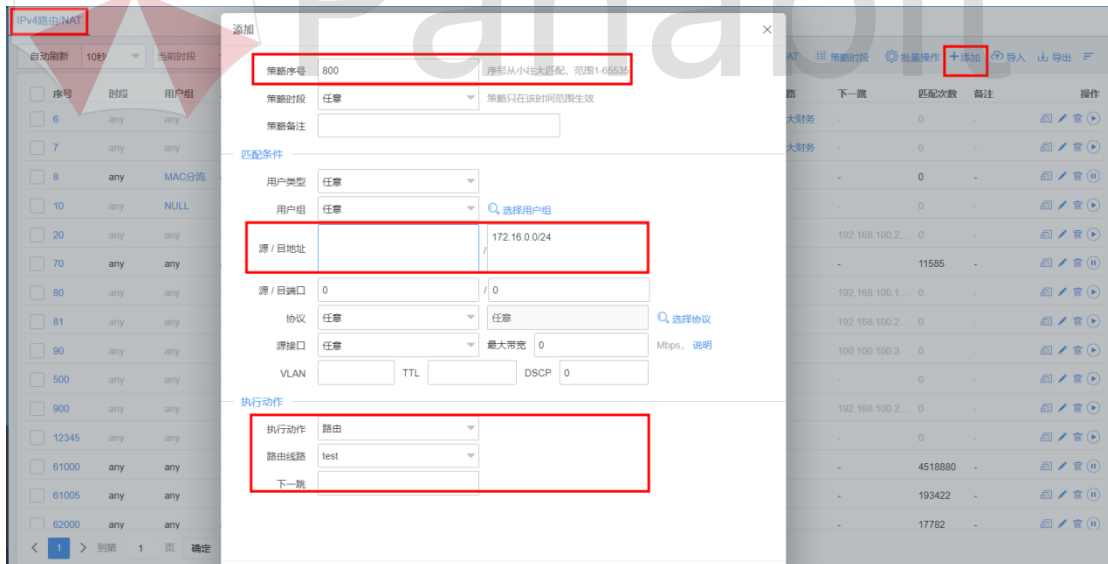 Panabit
IPv4路由/NAT
自动刷新 10秒 当前时段 AT 策略时段 批量操作 添加 导入 导出
序号 时段 用户组 路 下一跳 匹配次数 备注 操作
6 any any 大财务 - 0 -
7 any any 大财务 - 0 -
8 any MAC分流 - 0 -
10 any NULL - 0 -
20 any any 192.168.100.2... 0 -
70 any any - 11585 -
80 any any 192.168.100.1... 0 -
81 any any 192.168.100.2... 0 -
90 any any 100.100.100.3 0 -
500 any any - 0 -
900 any any 192.168.100.2... 0 -
12345 any any - 0 -
61000 any any - 4518880 -
61005 any any - 193422 -
62000 any any - 17782 -
1 到第 1 页 确定
添加
策略序号 800 序号从小往大匹配，范围1-65535
策略时段 任意 策略只在该时间范围生效
策略备注
匹配条件
用户类型 任意
用户组 任意 选择用户组
源 / 目地址 / 172.16.0.0/24
源 / 目端口 0 / 0
协议 任意 任意 选择协议
源接口 任意 最大带宽 0 Mbps， 说明
VLAN TTL DSCP 0
执行动作
执行动作 路由
路由线路 test
下一跳